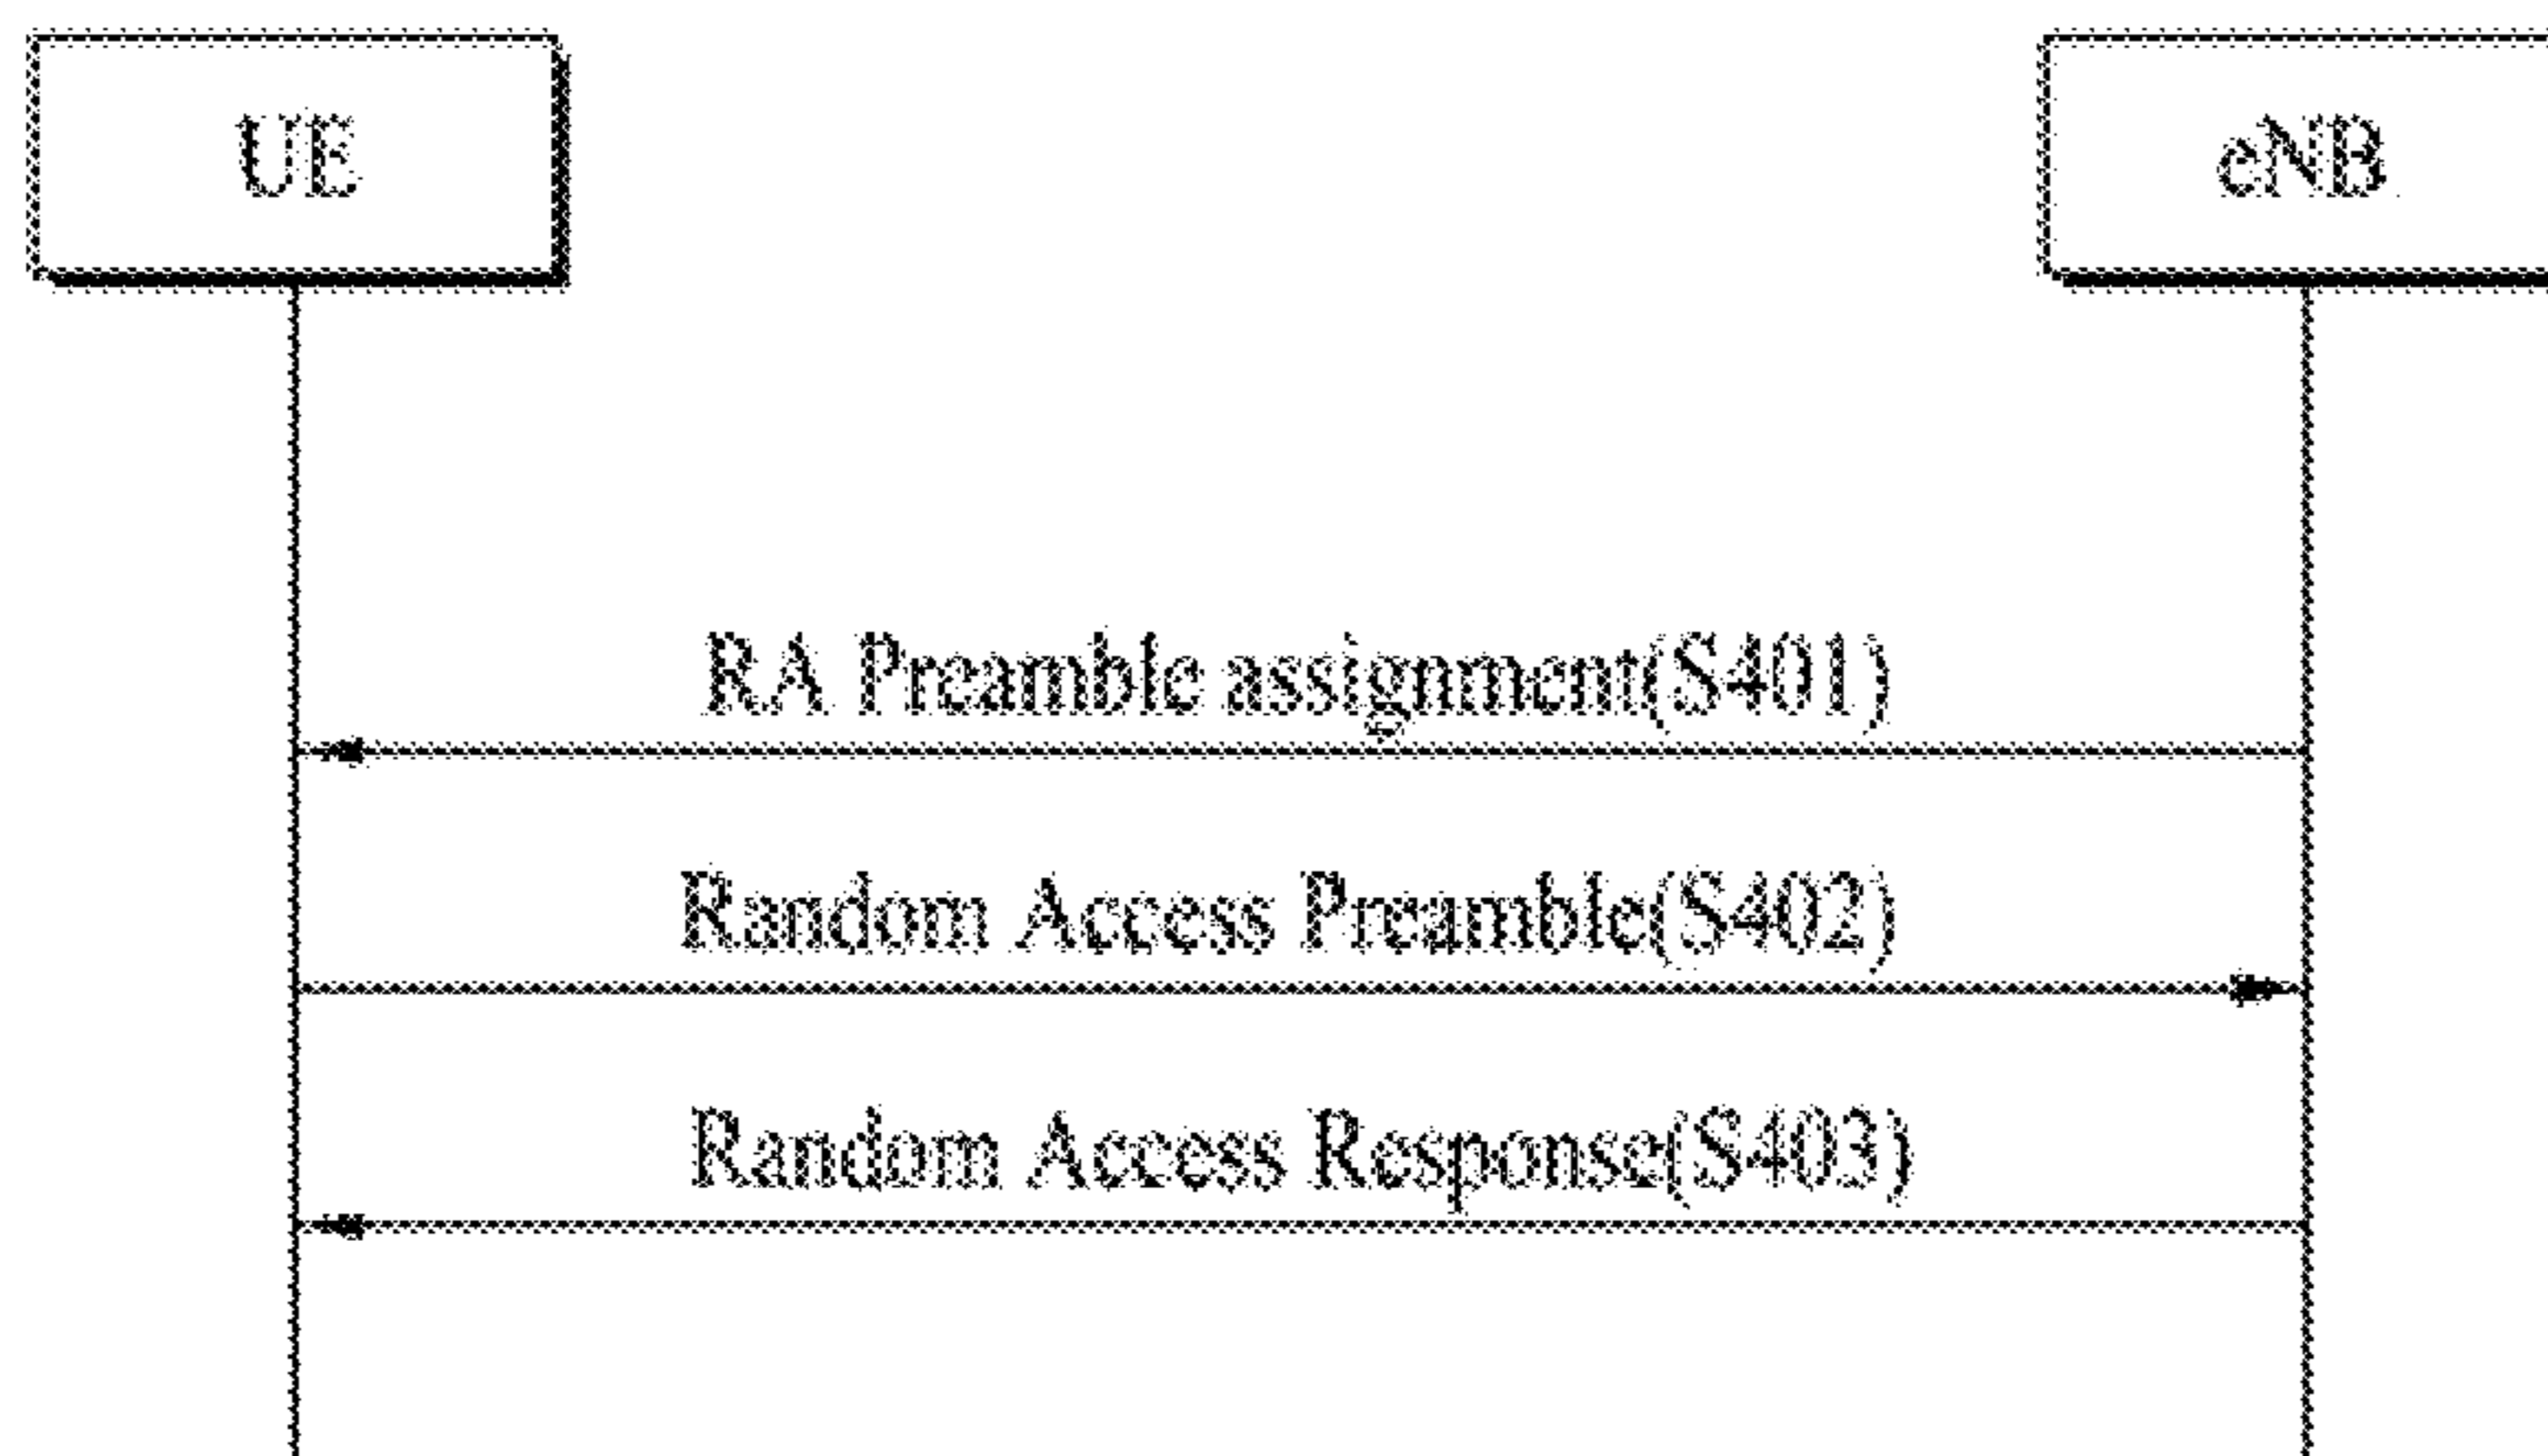 UE
eNB
RA Preamble assignment(S401)
Random Access Preamble(S402)
Random Access Response(S403)